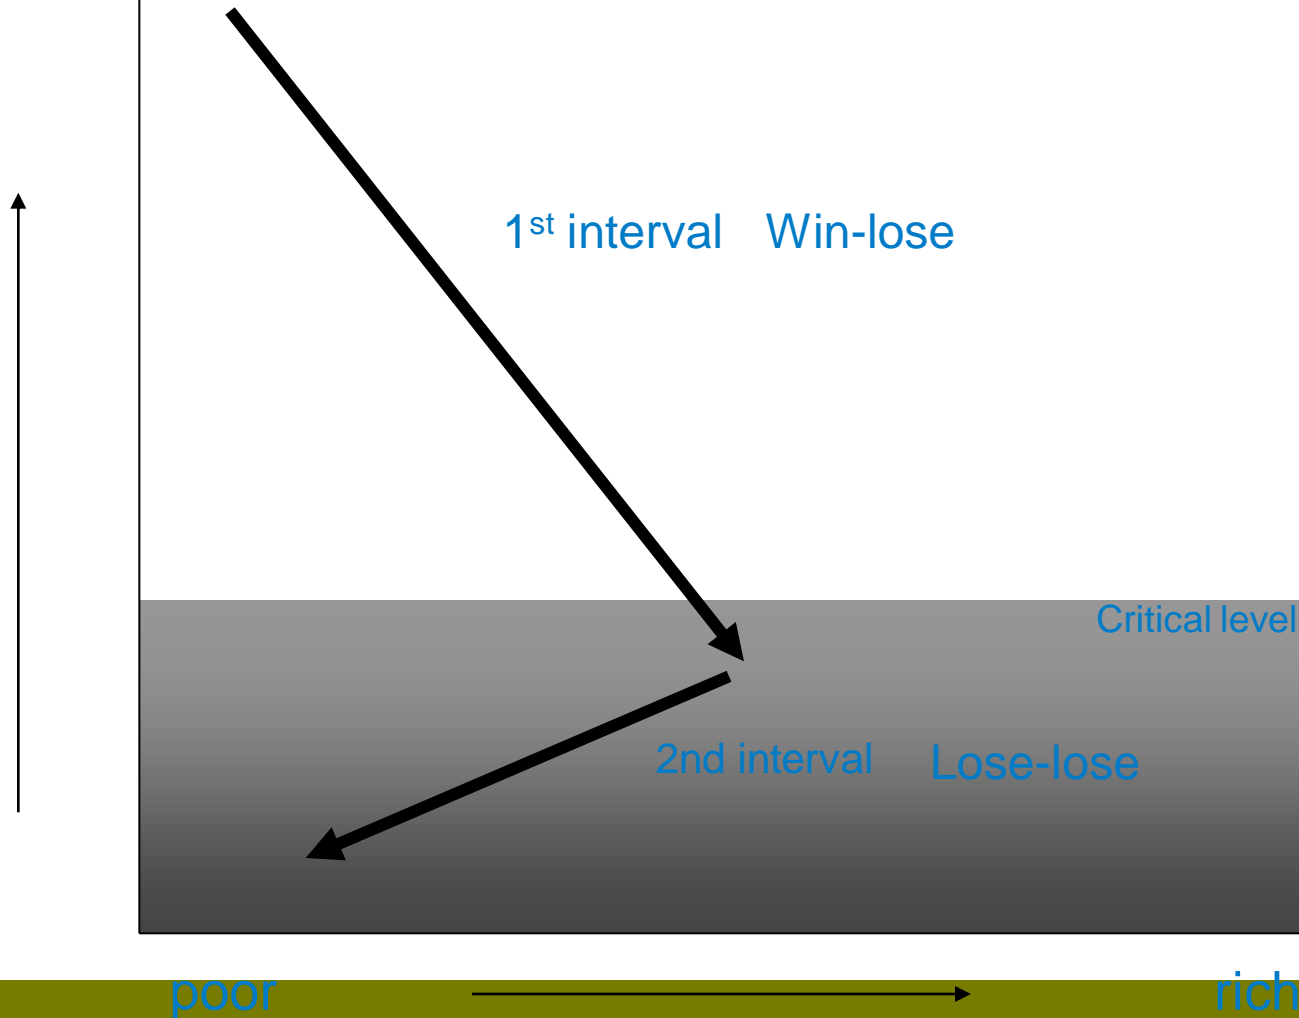 1st interval Win-lose
Critical level
2nd interval Lose-lose
poor rich